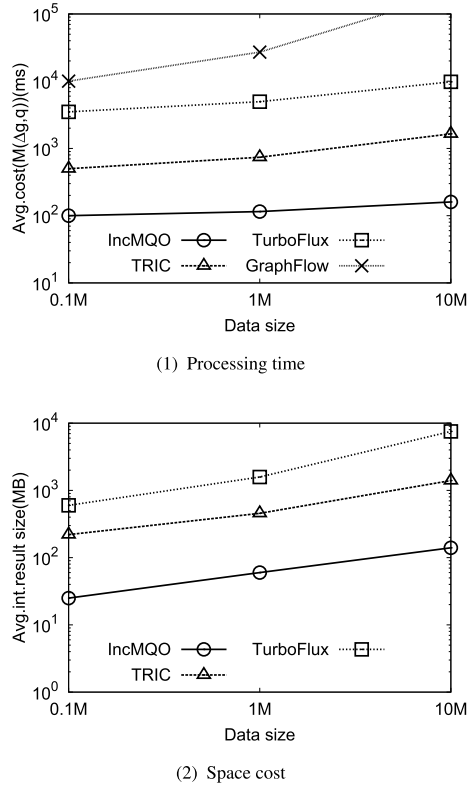 10^5
10^4
10^3
10^2
10^1
Avg.cost(M(Δg,q))(ms)
IncMQO TurboFlux
TRIC GraphFlow
0.1M 1M 10M
Data size
(1) Processing time
10^4
10^3
10^2
10^1
10^0
Avg.int.result size(MB)
IncMQO TurboFlux
TRIC
0.1M 1M 10M
Data size
(2) Space cost